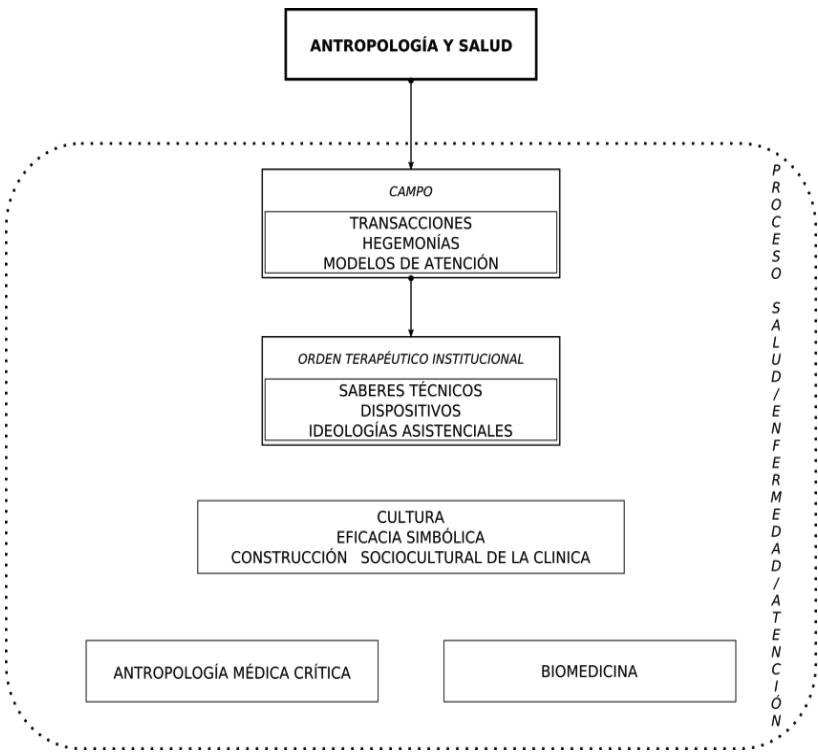 ANTROPOLOGÍA Y SALUD
CAMPO
TRANSACCIONES
HEGEMONÍAS
MODELOS DE ATENCIÓN
ORDEN TERAPÉUTICO INSTITUCIONAL
SABERES TÉCNICOS
DISPOSITIVOS
IDEOLOGÍAS ASISTENCIALES
CULTURA
EFICACIA SIMBÓLICA
CONSTRUCCIÓN SOCIOCULTURAL DE LA CLINICA
ANTROPOLOGÍA MÉDICA CRÍTICA
BIOMEDICINA
PROCESO SALUD/ENFERMEDAD/ATENCIÓN